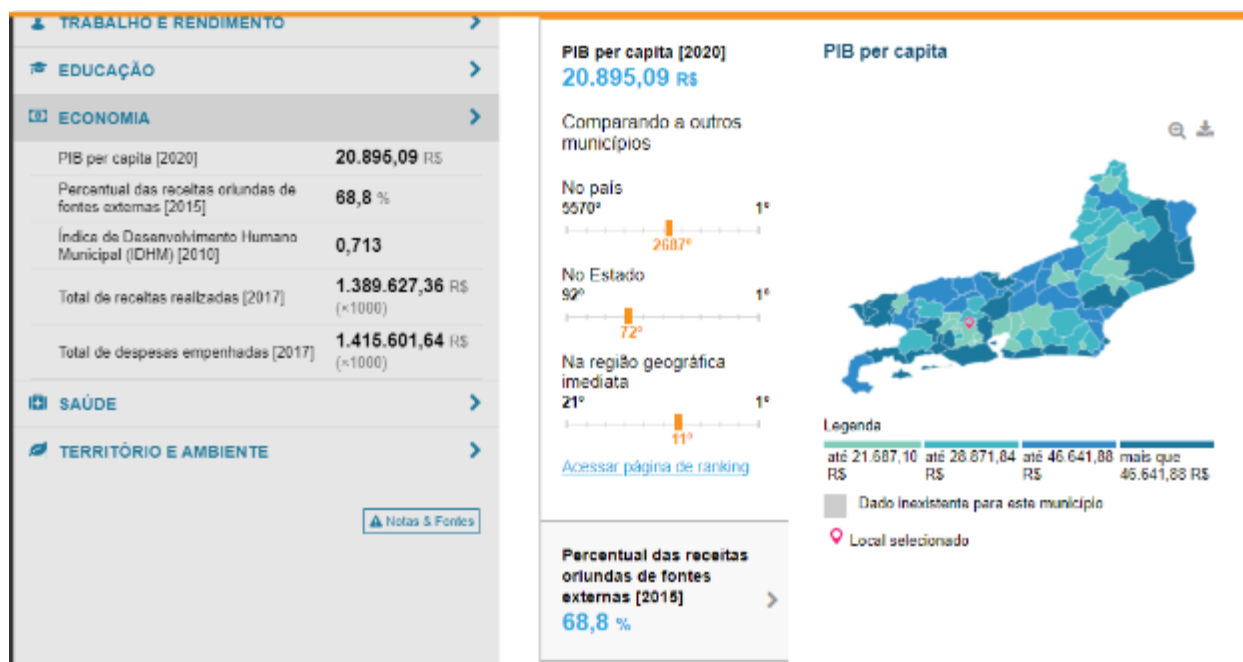 TRABALHO E RENDIMENTO
EDUCAÇÃO
ECONOMIA
PIB per capita [2020] 20.895,09 R$
Percentual das receitas oriundas de
fontes externas [2015] 68,8 %
Índice de Desenvolvimento Humano
Municipal (IDHM) [2010] 0,713
Total de receitas realizadas [2017] 1.389.627,36 R$
(×1000)
Total de despesas empenhadas [2017] 1.415.601,64 R$
(×1000)
SAÚDE
TERRITÓRIO E AMBIENTE
Notas & Fontes
PIB per capita [2020]
20.895,09 R$
Comparando a outros
municípios
No país
5570º 1º
2687º
No Estado
92º 1º
72º
Na região geográfica
imediata
21º 1º
11º
Acessar página de ranking
Percentual das receitas
oriundas de fontes
externas [2015]
68,8 %
PIB per capita
Legenda
até 21.687,10 R$
até 28.871,84 R$
até 46.641,88 R$
mais que 46.641,88 R$
Dado inexistente para este município
Local selecionado